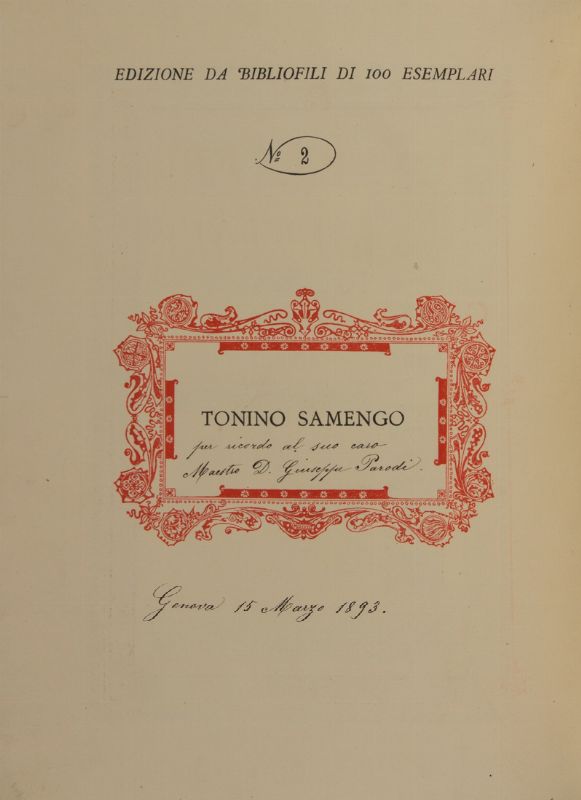 EDIZIONE DA BIBLIOFILI DI 100 ESEMPLARI
No 2
TONINO SAMENGO
per ricordo al suo caro
Maestro D. Giuseppe Parodi.
Genova 15 Marzo 1893.